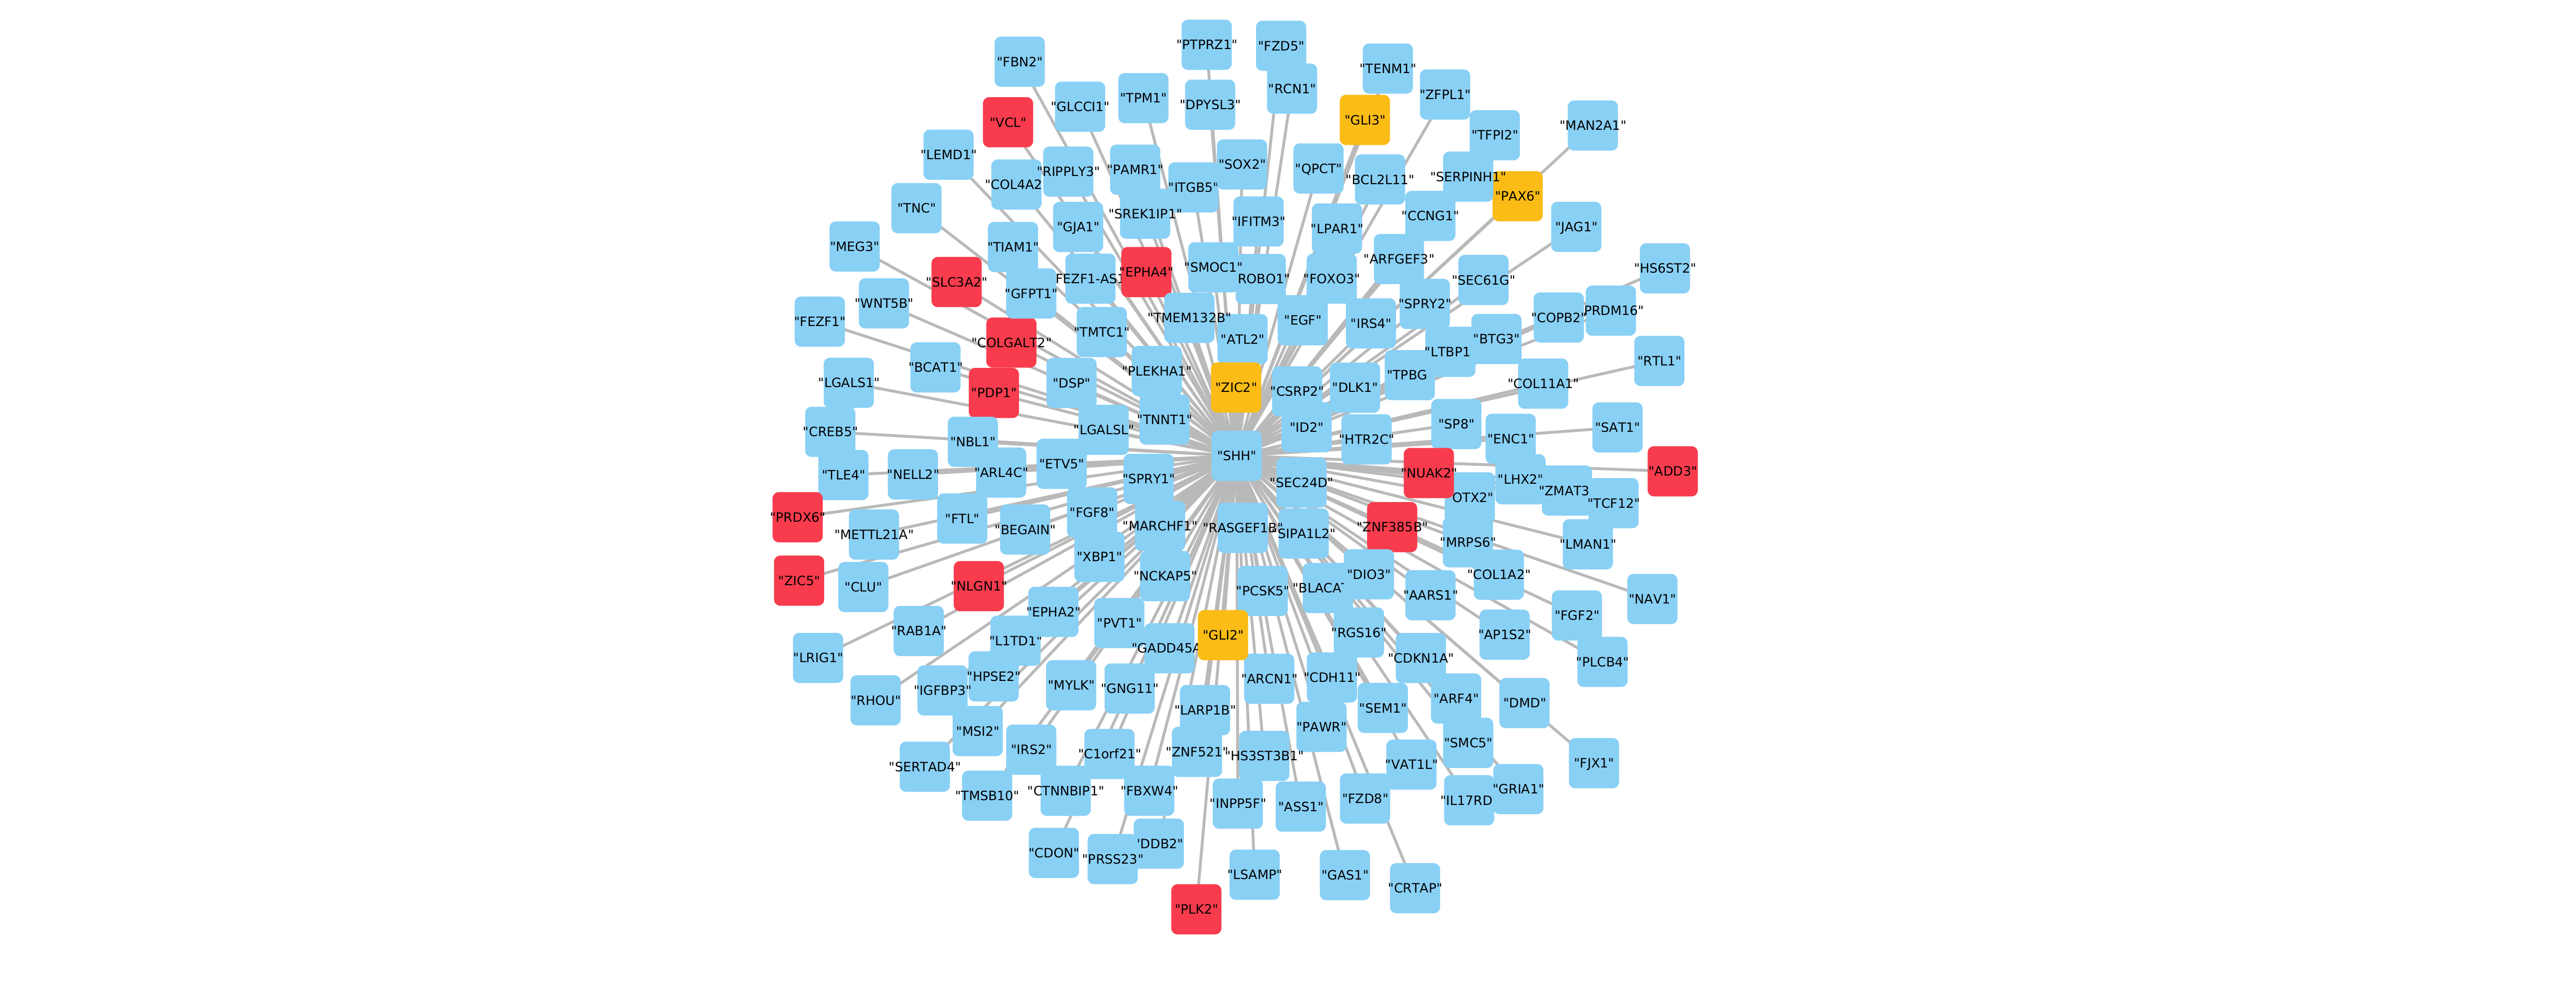 "PTPRZ1"
"FZD5"
"FBN2"
"TENM1"
"RCN1"
"ZFPL1"
"TPM1"
"DPYSL3"
"GLCCI1"
"GLI3"
"VCL"
"MAN2A1"
"TFPI2"
"LEMD1"
"SOX2"
"QPCT"
"PAMR1"
"RIPPLY3"
"SERPINH1"
"BCL2L11"
"COL4A2
"ITGB5"
"PAX6"
"TNC"
"SREK1IP1"
"CCNG1"
"IFITM3"
"GJA1"
"JAG1"
"LPAR1"
"MEG3"
"TIAM1"
"ARFGEF3"
"SMOC1"
"HS6ST2"
"EPHA4"
FEZF1-AS1
ROBO1"
"FOXO3"
"SEC61G"
"SLC3A2"
"GFPT1"
"WNT5B"
"SPRY2"
PRDM16"
"TMEM132B"
"COPB2"
"EGF"
"FEZF1"
"IRS4"
"TMTC1"
"ATL2"
"BTG3"
"COLGALT2"
"LTBP1
"RTL1"
"BCAT1"
"PLEKHA1"
"TPBG
"LGALS1"
"DSP"
"COL11A1"
"ZIC2"
"DLK1"
"CSRP2"
"PDP1"
"TNNT1"
"SP8"
"ID2"
"SAT1"
"LGALSL"
"CREB5"
"ENC1"
"HTR2C"
"NBL1"
"SHH"
"ETV5"
"ADD3"
"ARL4C"
"NUAK2"
"TLE4"
"NELL2"
"SPRY1"
"LHX2"
"SEC24D"
"ZMAT3
OTX2"
"TCF12"
"FGF8"
"PRDX6"
"FTL"
"MARCHF1"
"ZNF385B"
"RASGEF1B"
"BEGAIN"
SIPA1L2"
"METTL21A"
"MRPS6"
"LMAN1"
"XBP1"
"DIO3"
"COL1A2"
"NCKAP5"
"ZIC5"
"NLGN1"
"CLU"
"BLACAT
"PCSK5"
"AARS1"
"NAV1"
"EPHA2"
"FGF2"
"PVT1"
"RAB1A"
"RGS16"
"AP1S2"
"GLI2"
"L1TD1"
"GADD45A
"LRIG1"
"CDKN1A"
"PLCB4"
"HPSE2"
"CDH11"
"ARCN1"
"MYLK"
"GNG11"
"IGFBP3"
"ARF4"
"RHOU"
"DMD"
"SEM1"
"LARP1B"
"PAWR"
"MSI2"
"SMC5"
"IRS2"
"ZNF521"
"C1orf21"
"HS3ST3B1"
"FJX1"
"VAT1L"
"SERTAD4"
"GRIA1"
"CTNNBIP1"
"FBXW4"
"TMSB10"
"FZD8"
"IL17RD
"INPP5F"
"ASS1"
'DDB2"
"CDON"
"PRSS23"
"LSAMP"
"GAS1"
"CRTAP"
"PLK2"